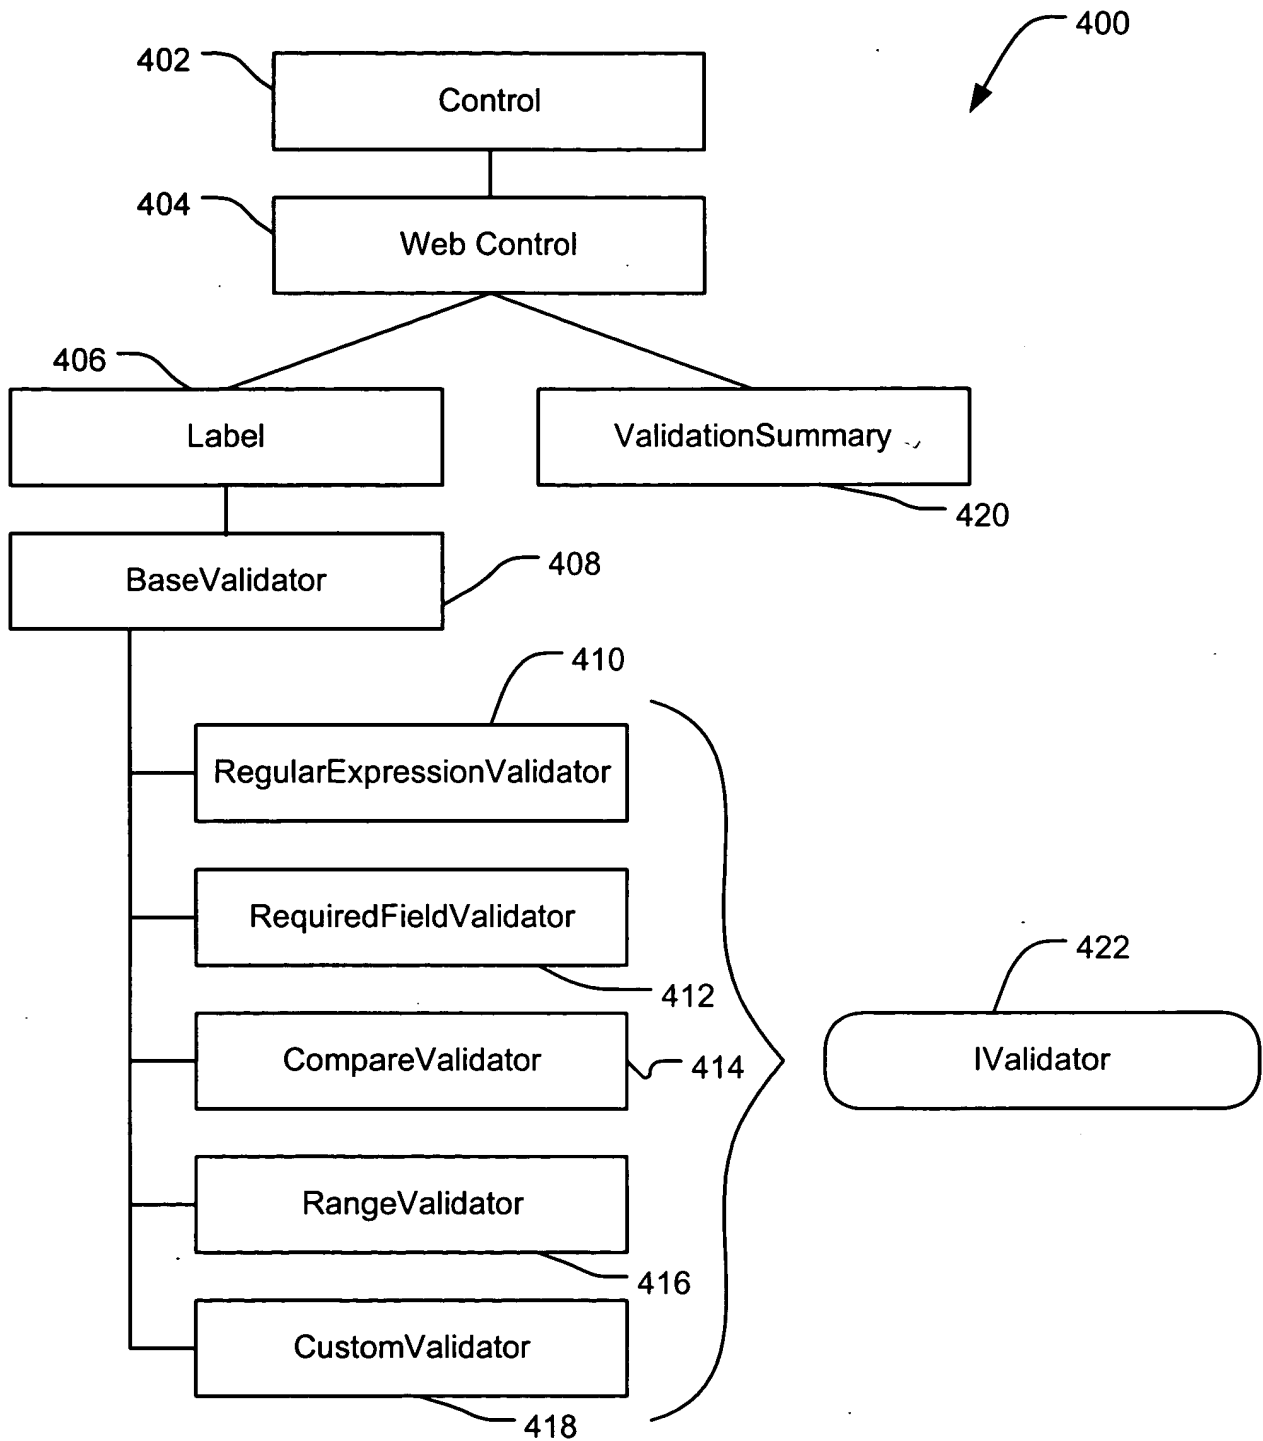 400
402
Control
404
Web Control
406
Label
ValidationSummary
420
BaseValidator
408
410
RegularExpressionValidator
RequiredFieldValidator
412
422
CompareValidator
414
IValidator
RangeValidator
416
CustomValidator
418